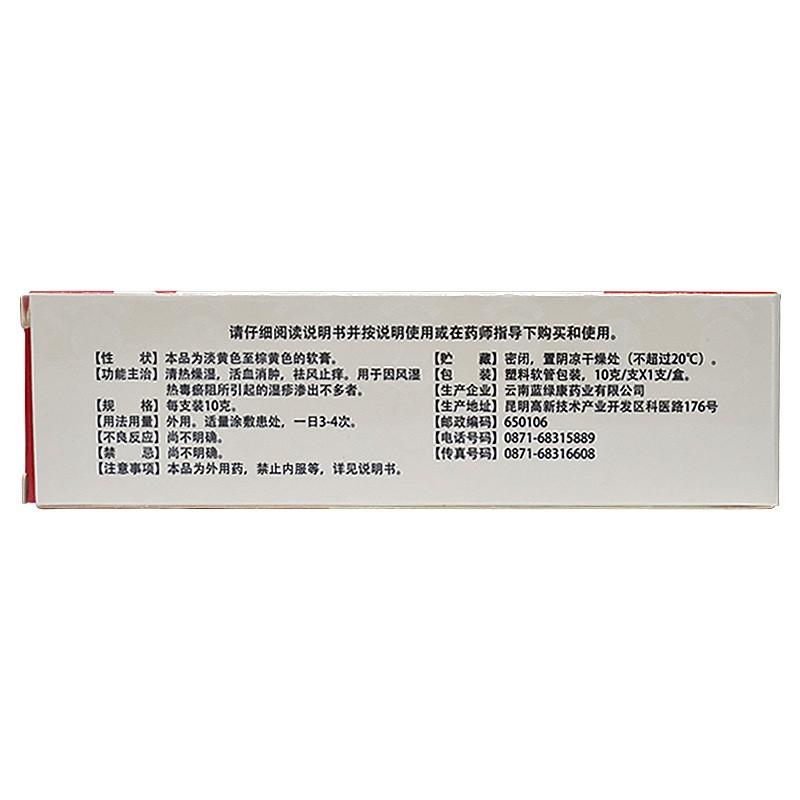 请仔细阅读说明书并按说明使用或在药师指导下购买和使用。
【性　　状】本品为淡黄色至棕黄色的软膏。
【功能主治】清热燥湿，活血消肿，祛风止痒。用于因风湿
热毒瘀阻所引起的湿疹渗出不多者。
【规　　格】每支装10克。
【用法用量】外用。适量涂敷患处，一日3-4次。
【不良反应】尚不明确。
【禁　　忌】尚不明确。
【注意事项】本品为外用药，禁止内服等，详见说明书。
【贮　　藏】密闭，置阴凉干燥处（不超过20℃）。
【包　　装】塑料软管包装，10克/支X1支/盒。
【生产企业】云南蓝绿康药业有限公司
【生产地址】昆明高新技术产业开发区科医路176号
【邮政编码】650106
【电话号码】0871-68315889
【传真号码】0871-68316608